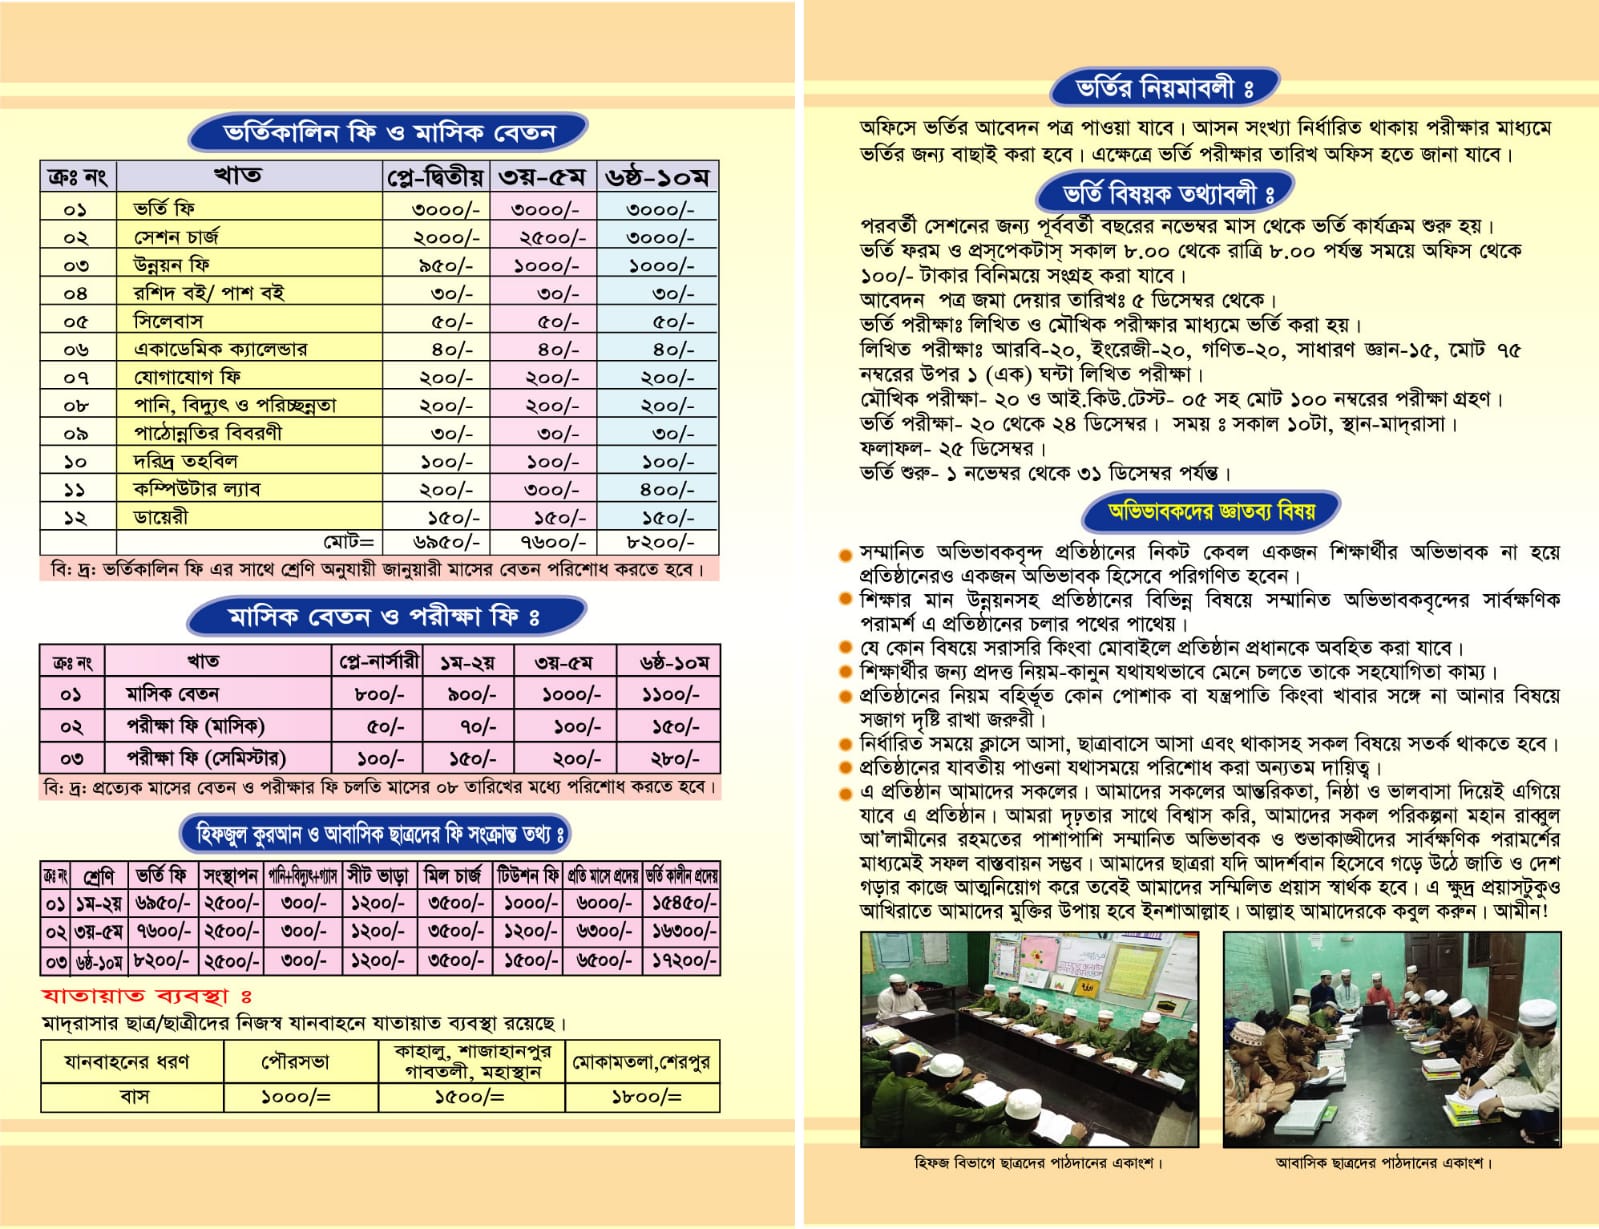 ভর্তিকালিন ফি ও মাসিক বেতন
ক্রঃ নং খাত প্লে-দ্বিতীয় ৩য়-৫ম ৬ষ্ঠ-১০ম
০১ ভর্তি ফি ৩০০০/- ৩০০০/- ৩০০০/-
০২ সেশন চার্জ ২০০০/- ২৫০০/- ৩০০০/-
০৩ উন্নয়ন ফি ৯৫০/- ১০০০/- ১০০০/-
০৪ রশিদ বই/ পাশ বই ৩০/- ৩০/- ৩০/-
০৫ সিলেবাস ৫০/- ৫০/- ৫০/-
০৬ একাডেমিক ক্যালেন্ডার ৪০/- ৪০/- ৪০/-
০৭ যোগাযোগ ফি ২০০/- ২০০/- ২০০/-
০৮ পানি, বিদ্যুৎ ও পরিচ্ছন্নতা ২০০/- ২০০/- ২০০/-
০৯ পাঠোন্নতির বিবরণী ৩০/- ৩০/- ৩০/-
১০ দরিদ্র তহবিল ১০০/- ১০০/- ১০০/-
১১ কম্পিউটার ল্যাব ২০০/- ৩০০/- ৪০০/-
১২ ডায়েরী ১৫০/- ১৫০/- ১৫০/-
মোট= ৬৯৫০/- ৭৬০০/- ৮২০০/-
বি: দ্র: ভর্তিকালিন ফি এর সাথে শ্রেণি অনুযায়ী জানুয়ারী মাসের বেতন পরিশোধ করতে হবে।
মাসিক বেতন ও পরীক্ষা ফি ঃ
ক্রঃ নং খাত প্লে-নার্সারী ১ম-২য় ৩য়-৫ম ৬ষ্ঠ-১০ম
০১ মাসিক বেতন ৮০০/- ৯০০/- ১০০০/- ১১০০/-
০২ পরীক্ষা ফি (মাসিক) ৫০/- ৭০/- ১০০/- ১৫০/-
০৩ পরীক্ষা ফি (সেমিস্টার) ১০০/- ১৫০/- ২০০/- ২৮০/-
বি: দ্র: প্রত্যেক মাসের বেতন ও পরীক্ষার ফি চলতি মাসের ০৮ তারিখের মধ্যে পরিশোধ করতে হবে।
হিফজুল কুরআন ও আবাসিক ছাত্রদের ফি সংক্রান্ত তথ্য ঃ
ক্রঃ নং শ্রেণি ভর্তি ফি সংস্থাপন পানি+বিদ্যুৎ+গ্যাস সীট ভাড়া মিল চার্জ টিউশন ফি প্রতি মাসে প্রদেয় ভর্তি কালীন প্রদেয়
০১ ১ম-২য় ৬৯৫০/- ২৫০০/- ৩০০/- ১২০০/- ৩৫০০/- ১০০০/- ৬০০০/- ১৫৪৫০/-
০২ ৩য়-৫ম ৭৬০০/- ২৫০০/- ৩০০/- ১২০০/- ৩৫০০/- ১২০০/- ৬৩০০/- ১৬৩০০/-
০৩ ৬ষ্ঠ-১০ম ৮২০০/- ২৫০০/- ৩০০/- ১২০০/- ৩৫০০/- ১৫০০/- ৬৫০০/- ১৭২০০/-
যাতায়াত ব্যবস্থা ঃ
মাদ্‌রাসার ছাত্র/ছাত্রীদের নিজস্ব যানবাহনে যাতায়াত ব্যবস্থা রয়েছে।
যানবাহনের ধরণ পৌরসভা কাহালু, শাজাহানপুর গাবতলী, মহাস্থান মোকামতলা,শেরপুর
বাস ১০০০/= ১৫০০/= ১৮০০/=
ভর্তির নিয়মাবলী ঃ
অফিসে ভর্তির আবেদন পত্র পাওয়া যাবে। আসন সংখ্যা নির্ধারিত থাকায় পরীক্ষার মাধ্যমে
ভর্তির জন্য বাছাই করা হবে। এক্ষেত্রে ভর্তি পরীক্ষার তারিখ অফিস হতে জানা যাবে।
ভর্তি বিষয়ক তথ্যাবলী ঃ
পরবর্তী সেশনের জন্য পূর্ববর্তী বছরের নভেম্বর মাস থেকে ভর্তি কার্যক্রম শুরু হয়।
ভর্তি ফরম ও প্রস্‌পেকটাস্‌ সকাল ৮.০০ থেকে রাত্রি ৮.০০ পর্যন্ত সময়ে অফিস থেকে
১০০/- টাকার বিনিময়ে সংগ্রহ করা যাবে।
আবেদন পত্র জমা দেয়ার তারিখঃ ৫ ডিসেম্বর থেকে।
ভর্তি পরীক্ষাঃ লিখিত ও মৌখিক পরীক্ষার মাধ্যমে ভর্তি করা হয়।
লিখিত পরীক্ষাঃ আরবি-২০, ইংরেজী-২০, গণিত-২০, সাধারণ জ্ঞান-১৫, মোট ৭৫
নম্বরের উপর ১ (এক) ঘন্টা লিখিত পরীক্ষা।
মৌখিক পরীক্ষা- ২০ ও আই.কিউ.টেস্ট- ০৫ সহ মোট ১০০ নম্বরের পরীক্ষা গ্রহণ।
ভর্তি পরীক্ষা- ২০ থেকে ২৪ ডিসেম্বর। সময় ঃ সকাল ১০টা, স্থান-মাদ্‌রাসা।
ফলাফল- ২৫ ডিসেম্বর।
ভর্তি শুরু- ১ নভেম্বর থেকে ৩১ ডিসেম্বর পর্যন্ত।
অভিভাবকদের জ্ঞাতব্য বিষয়
সম্মানিত অভিভাবকবৃন্দ প্রতিষ্ঠানের নিকট কেবল একজন শিক্ষার্থীর অভিভাবক না হয়ে
প্রতিষ্ঠানেরও একজন অভিভাবক হিসেবে পরিগণিত হবেন।
শিক্ষার মান উন্নয়নসহ প্রতিষ্ঠানের বিভিন্ন বিষয়ে সম্মানিত অভিভাবকবৃন্দের সার্বক্ষণিক
পরামর্শ এ প্রতিষ্ঠানের চলার পথের পাথেয়।
যে কোন বিষয়ে সরাসরি কিংবা মোবাইলে প্রতিষ্ঠান প্রধানকে অবহিত করা যাবে।
শিক্ষার্থীর জন্য প্রদত্ত নিয়ম-কানুন যথাযথভাবে মেনে চলতে তাকে সহযোগিতা কাম্য।
প্রতিষ্ঠানের নিয়ম বহির্ভূত কোন পোশাক বা যন্ত্রপাতি কিংবা খাবার সঙ্গে না আনার বিষয়ে
সজাগ দৃষ্টি রাখা জরুরী।
নির্ধারিত সময়ে ক্লাসে আসা, ছাত্রাবাসে আসা এবং থাকাসহ সকল বিষয়ে সতর্ক থাকতে হবে।
প্রতিষ্ঠানের যাবতীয় পাওনা যথাসময়ে পরিশোধ করা অন্যতম দায়িত্ব।
এ প্রতিষ্ঠান আমাদের সকলের। আমাদের সকলের আন্তরিকতা, নিষ্ঠা ও ভালবাসা দিয়েই এগিয়ে
যাবে এ প্রতিষ্ঠান। আমরা দৃঢ়তার সাথে বিশ্বাস করি, আমাদের সকল পরিকল্পনা মহান রাব্বুল
আ'লামীনের রহমতের পাশাপাশি সম্মানিত অভিভাবক ও শুভাকাঙ্খীদের সার্বক্ষণিক পরামর্শের
মাধ্যমেই সফল বাস্তবায়ন সম্ভব। আমাদের ছাত্ররা যদি আদর্শবান হিসেবে গড়ে উঠে জাতি ও দেশ
গড়ার কাজে আত্মনিয়োগ করে তবেই আমাদের সম্মিলিত প্রয়াস স্বার্থক হবে। এ ক্ষুদ্র প্রয়াসটুকুও
আখিরাতে আমাদের মুক্তির উপায় হবে ইনশাআল্লাহ। আল্লাহ আমাদেরকে কবুল করুন। আমীন!
হিফজ বিভাগে ছাত্রদের পাঠদানের একাংশ।
আবাসিক ছাত্রদের পাঠদানের একাংশ।